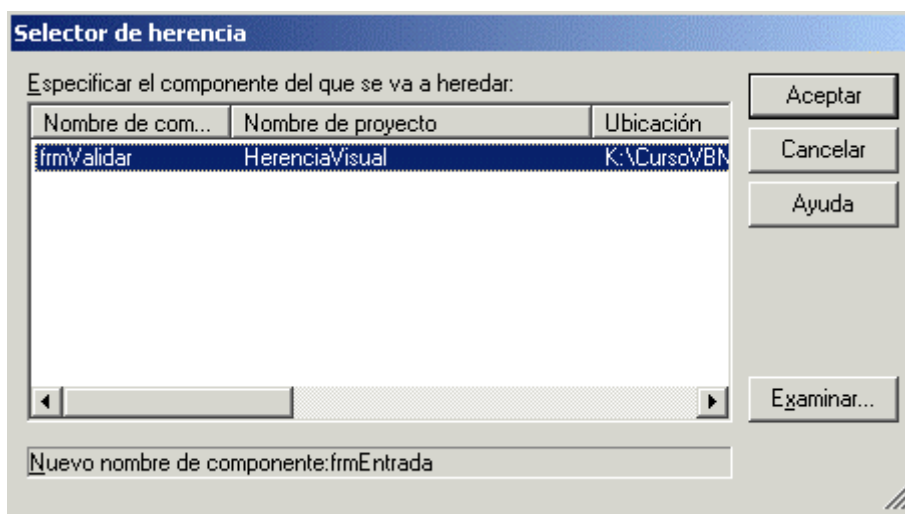 Selector de herencia
Especificar el componente del que se va a heredar:
Nombre de com... Nombre de proyecto Ubicación
frmValidar HerenciaVisual K:\CursoVBN
Aceptar
Cancelar
Ayuda
Examinar...
Nuevo nombre de componente:frmEntrada